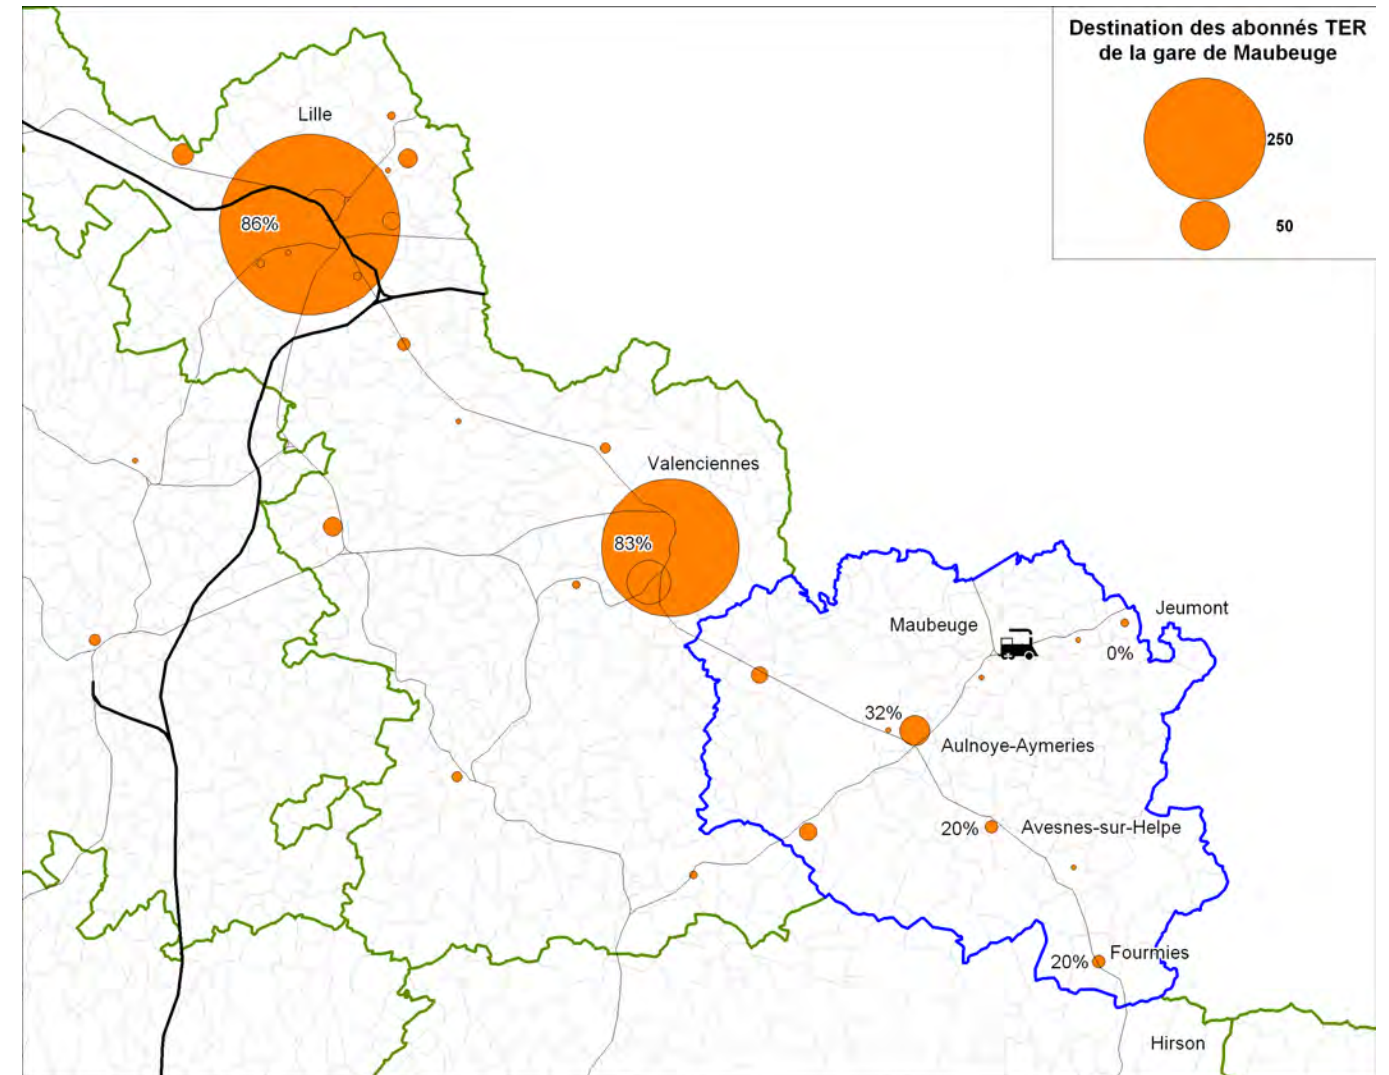 Destination des abonnés TER
de la gare de Maubeuge
250
50
Lille
86%
Valenciennes
83%
Jeumont
Maubeuge
0%
32%
Aulnoye-Aymeries
20%
Avesnes-sur-Helpe
Fourmies
20%
Hirson